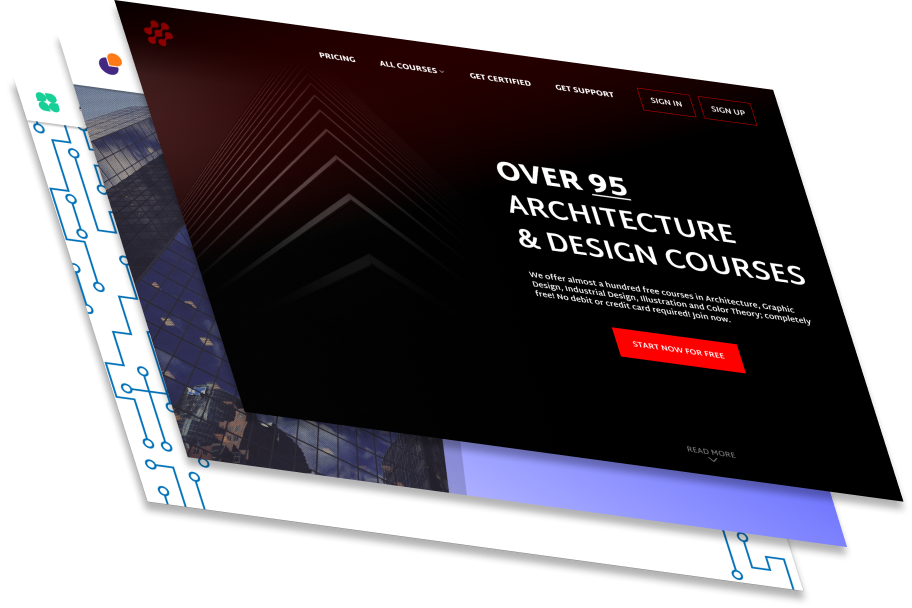 PRICING
ALL COURSES
GET CERTIFIED
GET SUPPORT
SIGN IN
SIGN UP
OVER 95
ARCHITECTURE
& DESIGN COURSES
We offer almost a hundred free courses in Architecture, Graphic
Design, Industrial Design, Illustration and Color Theory; completely
free! No debit or credit card required! Join now.
START NOW FOR FREE
READ MORE